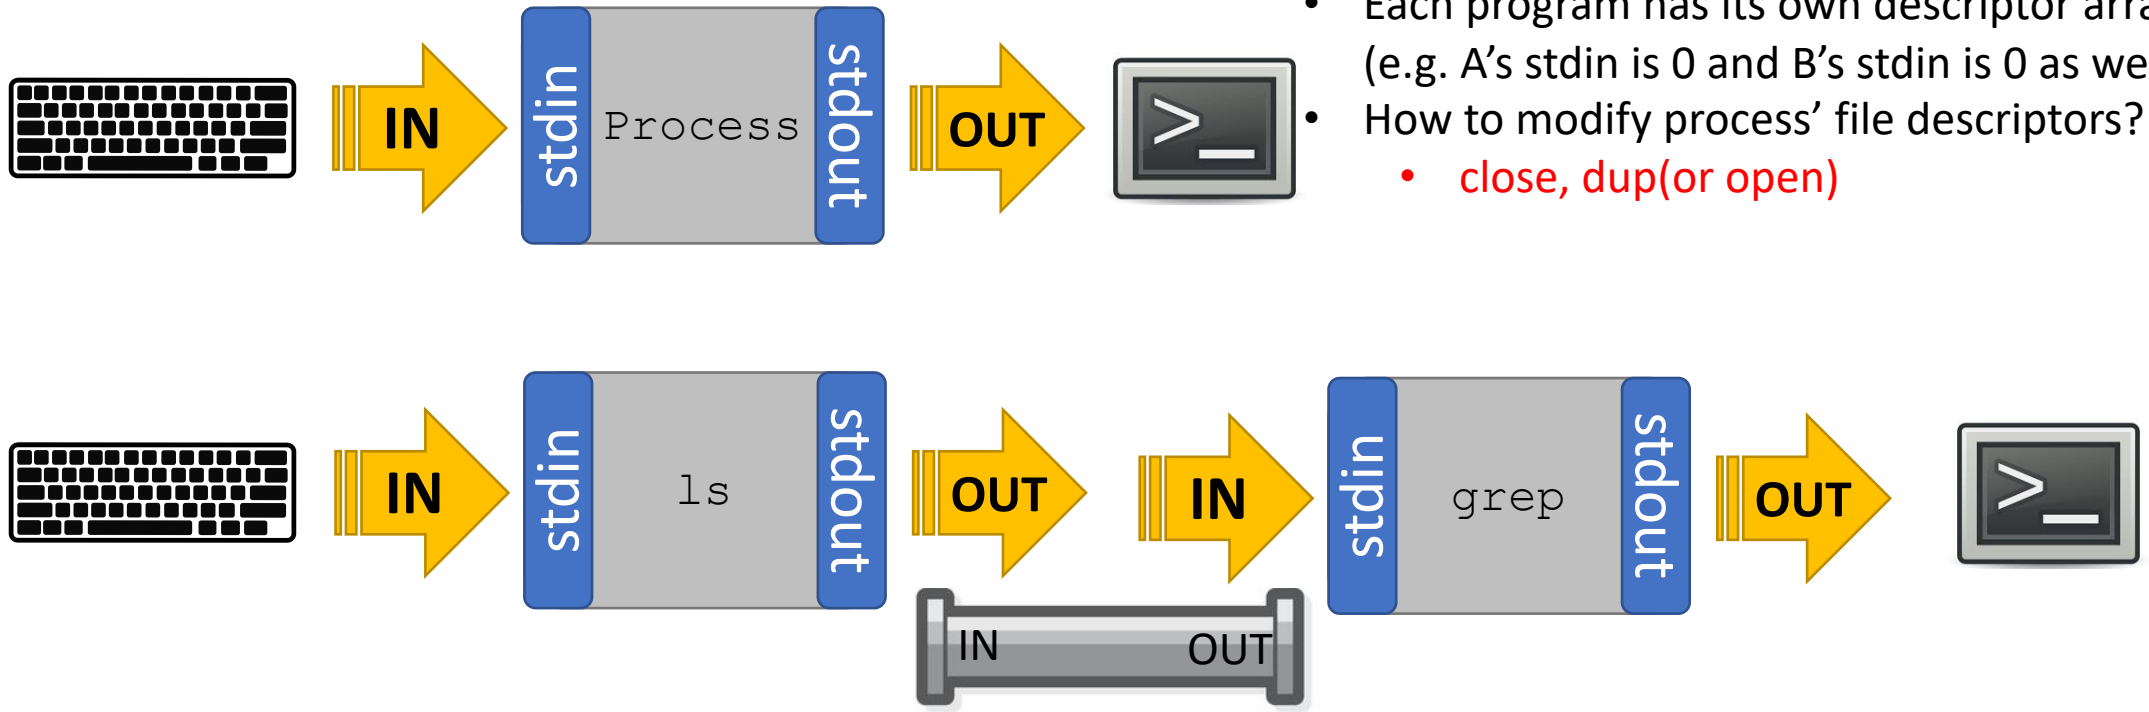 • Each program has its own descriptor
(e.g. A's stdin is 0 and B's stdin is 0 as
• How to modify process' file descriptors?
• close, dup(or open)
IN
stdin
Process
stdout
OUT
>_
IN
stdin
ls
stdout
OUT
IN
stdin
grep
stdout
OUT
>_
IN
OUT